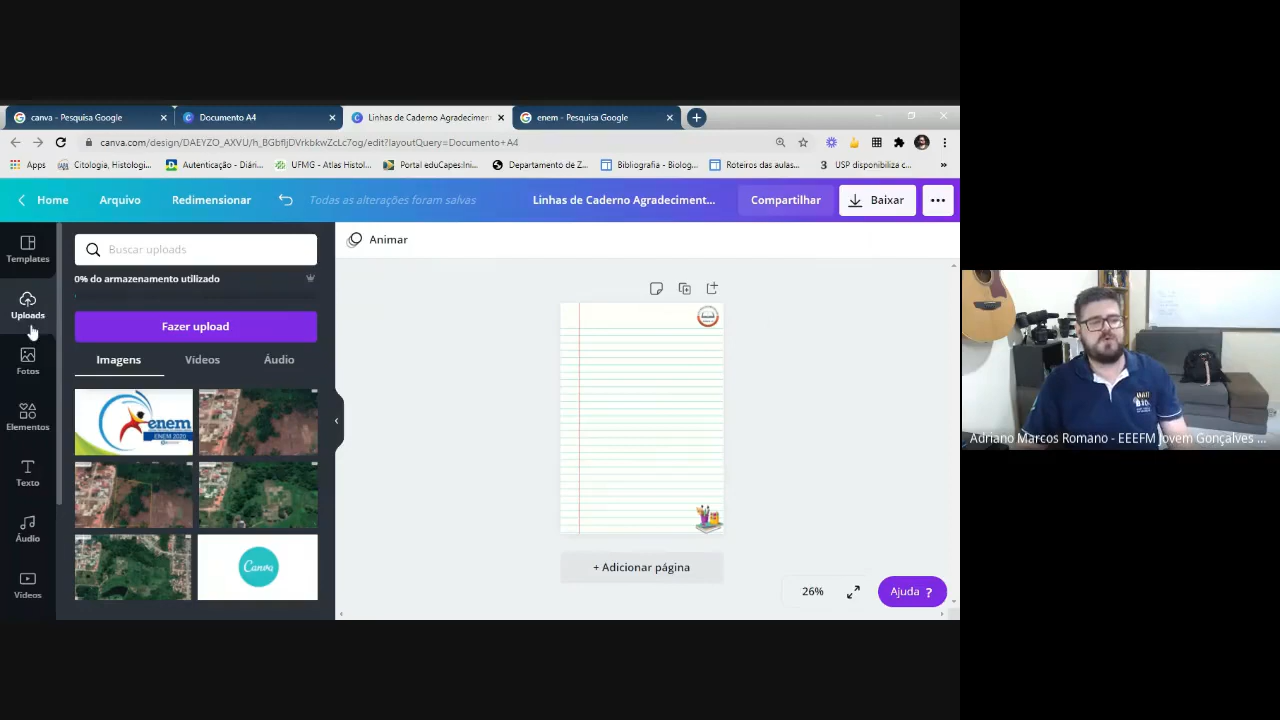 canva - Pesquisa Google
Documento A4
Linhas de Caderno Agradecimen
enem - Pesquisa Google
canva.com/design/DAEYZO_AXVU/h_BGbfIjDVrkbkwZcLc7og/edit?layoutQuery=Documento+A4
Apps
Citologia, Histologi...
Autenticação - Diári...
UFMG - Atlas Histol...
Portal eduCapes:Ini...
Departamento de Z...
Bibliografia - Biolog...
Roteiros das aulas...
3 USP disponibiliza c...
Home
Arquivo
Redimensionar
Todas as alterações foram salvas
Linhas de Caderno Agradeciment...
Compartilhar
Baixar
Templates
Uploads
Fotos
Elementos
Texto
Áudio
Vídeos
Buscar uploads
0% do armazenamento utilizado
Fazer upload
Imagens
Vídeos
Áudio
enem
ENEM 2020
Canva
Animar
+ Adicionar página
26%
Ajuda ?
Adriano Marcos Romano - EEEFM Jovem Gonçalves ...